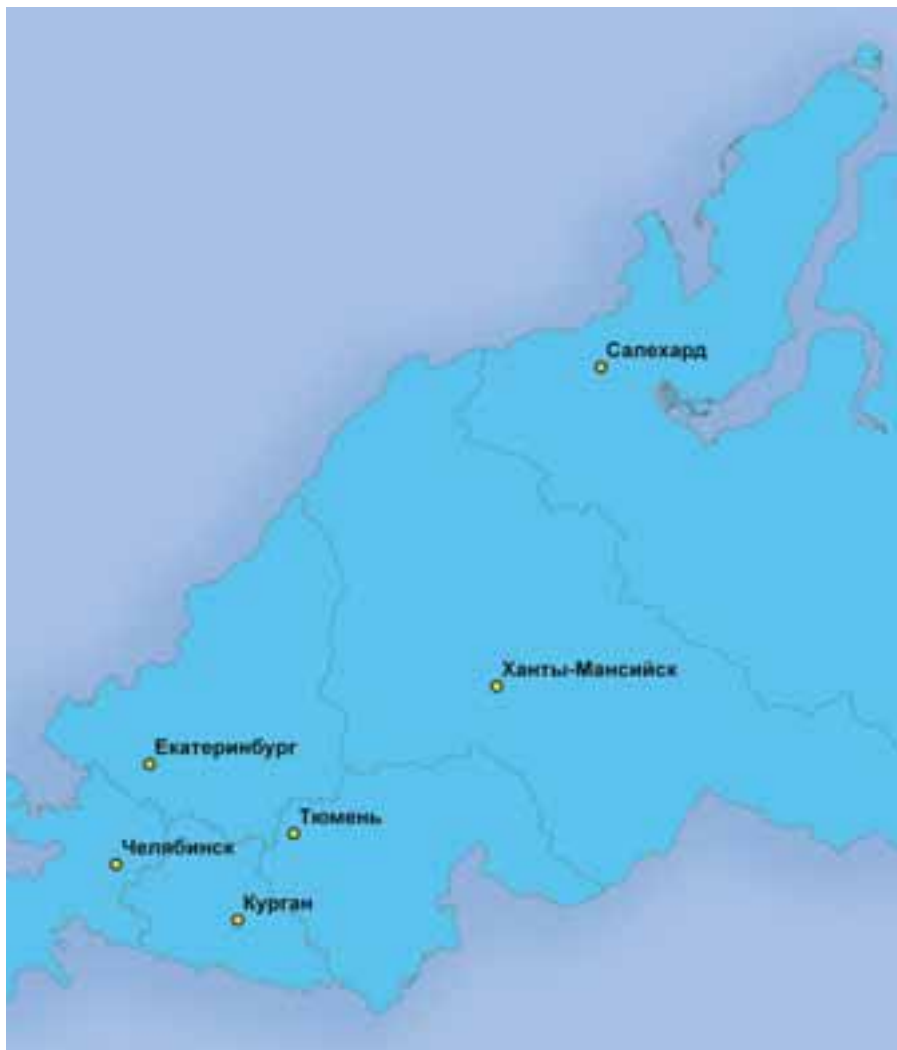 Салехард
Ханты-Мансийск
Екатеринбург
Тюмень
Челябинск
Курган